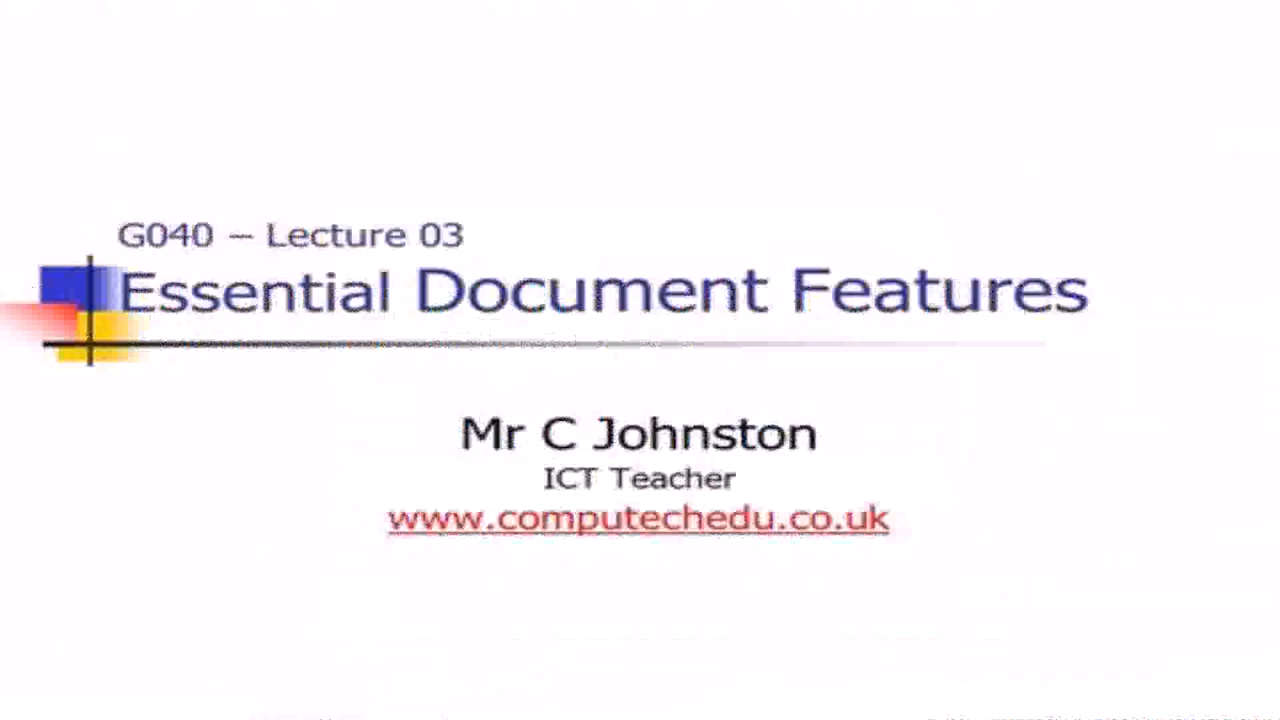 G040 – Lecture 03
Essential Document Features
Mr C Johnston
ICT Teacher
www.computechedu.co.uk